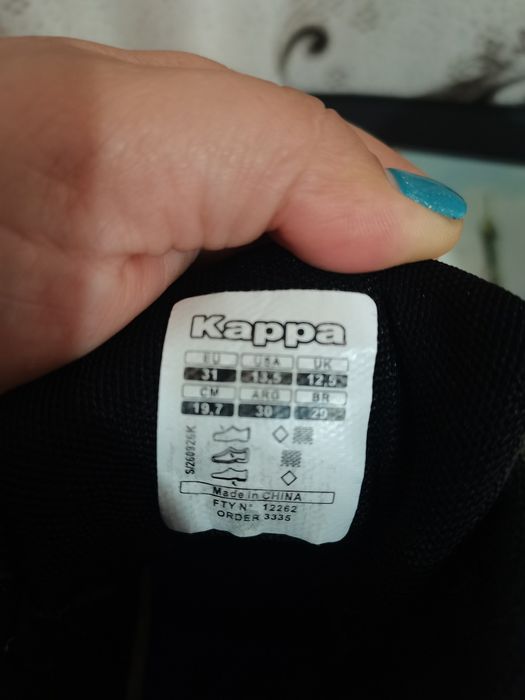 Kappa
EU USA UK
31 13.5 12.5
CM ARG BR
19.7 30 29
S/260926K
Made in CHINA
FTY N° 12262
ORDER 3335